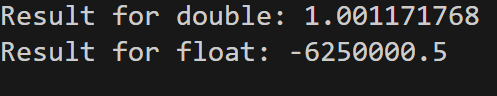 Result for double: 1.001171768
Result for float: -6250000.5